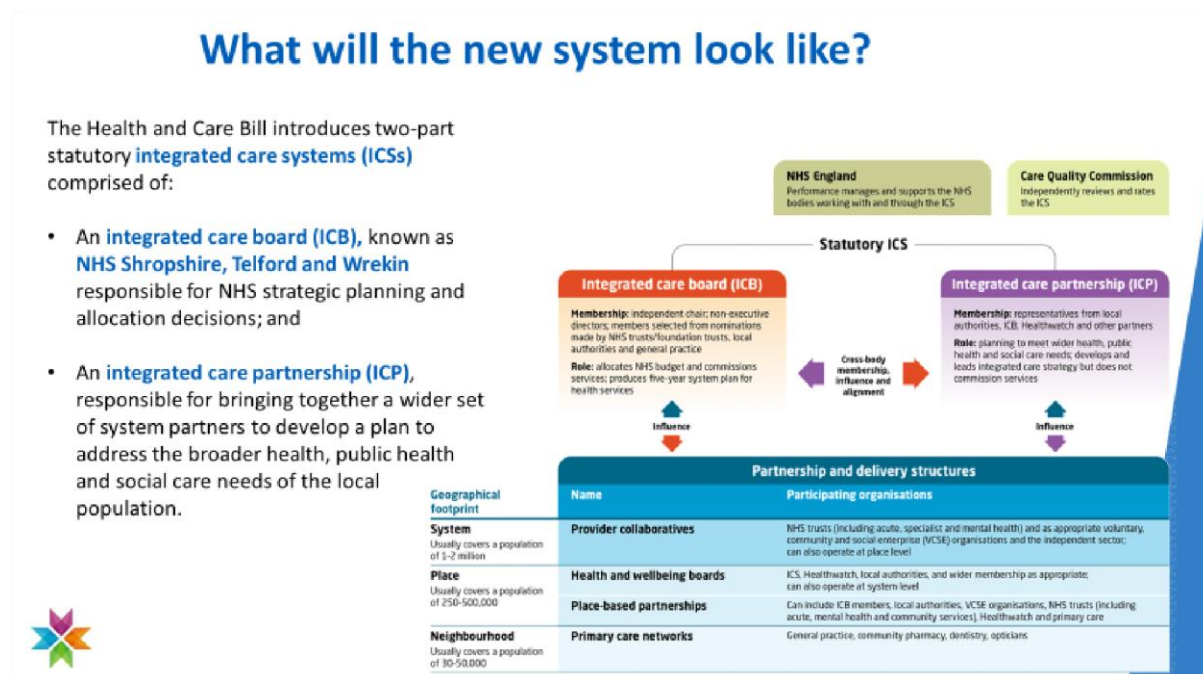 What will the new system look like?
The Health and Care Bill introduces two-part
statutory integrated care systems (ICSs)
comprised of:
• An integrated care board (ICB), known as
NHS Shropshire, Telford and Wrekin
responsible for NHS strategic planning and
allocation decisions; and
• An integrated care partnership (ICP),
responsible for bringing together a wider set
of system partners to develop a plan to
address the broader health, public health
and social care needs of the local
population.
NHS England
Performance manages and supports the NHS
bodies working with and through the ICS
Care Quality Commission
Independently reviews and rates
the ICS
Statutory ICS
Integrated care board (ICB)
Membership: independent chair; non-executive
directors; members selected from nominations
made by NHS trusts/foundation trusts, local
authorities and general practice
Role: allocates NHS budget and commissions
services; produces five-year system plan for
health services
Cross-body
membership,
influence and
alignment
Integrated care partnership (ICP)
Membership: representatives from local
authorities, ICB, Healthwatch and other partners
Role: planning to meet wider health, public
health and social care needs; develops and
leads integrated care strategy but does not
commission services
Influence
Influence
Partnership and delivery structures
Geographical
footprint
Name
Participating organisations
System
Usually covers a population
of 1–2 million
Provider collaboratives
NHS trusts (including acute, specialist and mental health) and as appropriate voluntary,
community and social enterprise (VCSE) organisations and the independent sector;
can also operate at place level
Place
Usually covers a population
of 250–500,000
Health and wellbeing boards
ICS, Healthwatch, local authorities, and wider membership as appropriate;
can also operate at system level
Place-based partnerships
Can include ICB members, local authorities, VCSE organisations, NHS trusts (including
acute, mental health and community services), Healthwatch and primary care
Neighbourhood
Usually covers a population
of 30–50,000
Primary care networks
General practice, community pharmacy, dentistry, opticians